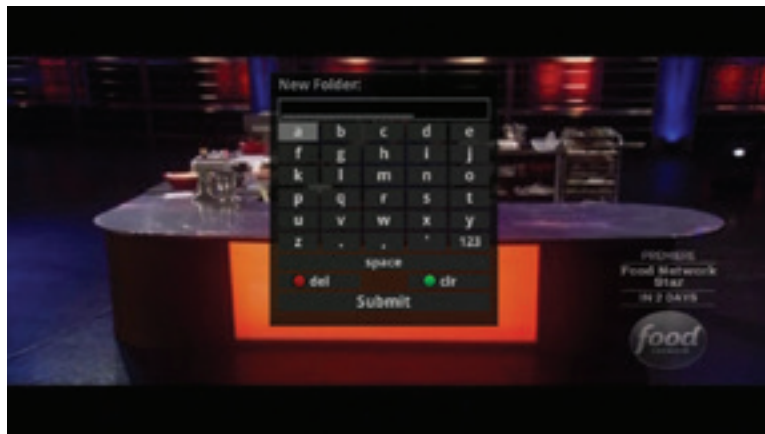 New Folder:
a b c d e
f g h i j
k l m n o
p q r s t
u v w x y
z . , ' 123
space
del clr
Submit
PREMIERE
Food Network
Star
IN 2 DAYS
food